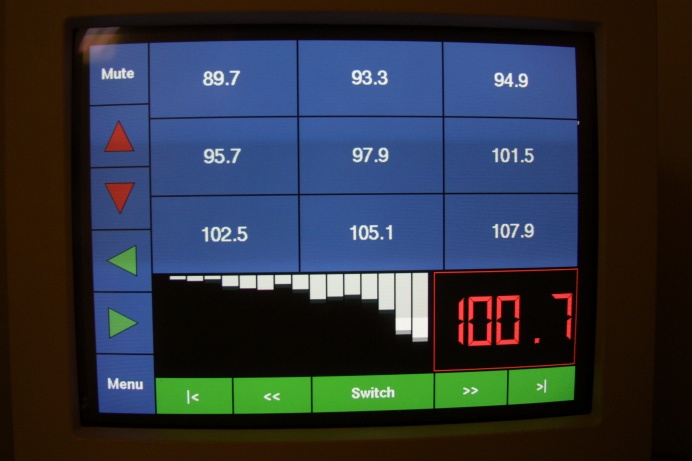 Mute
89.7 93.3 94.9
95.7 97.9 101.5
102.5 105.1 107.9
100.7
Menu
|< << Switch >> >|